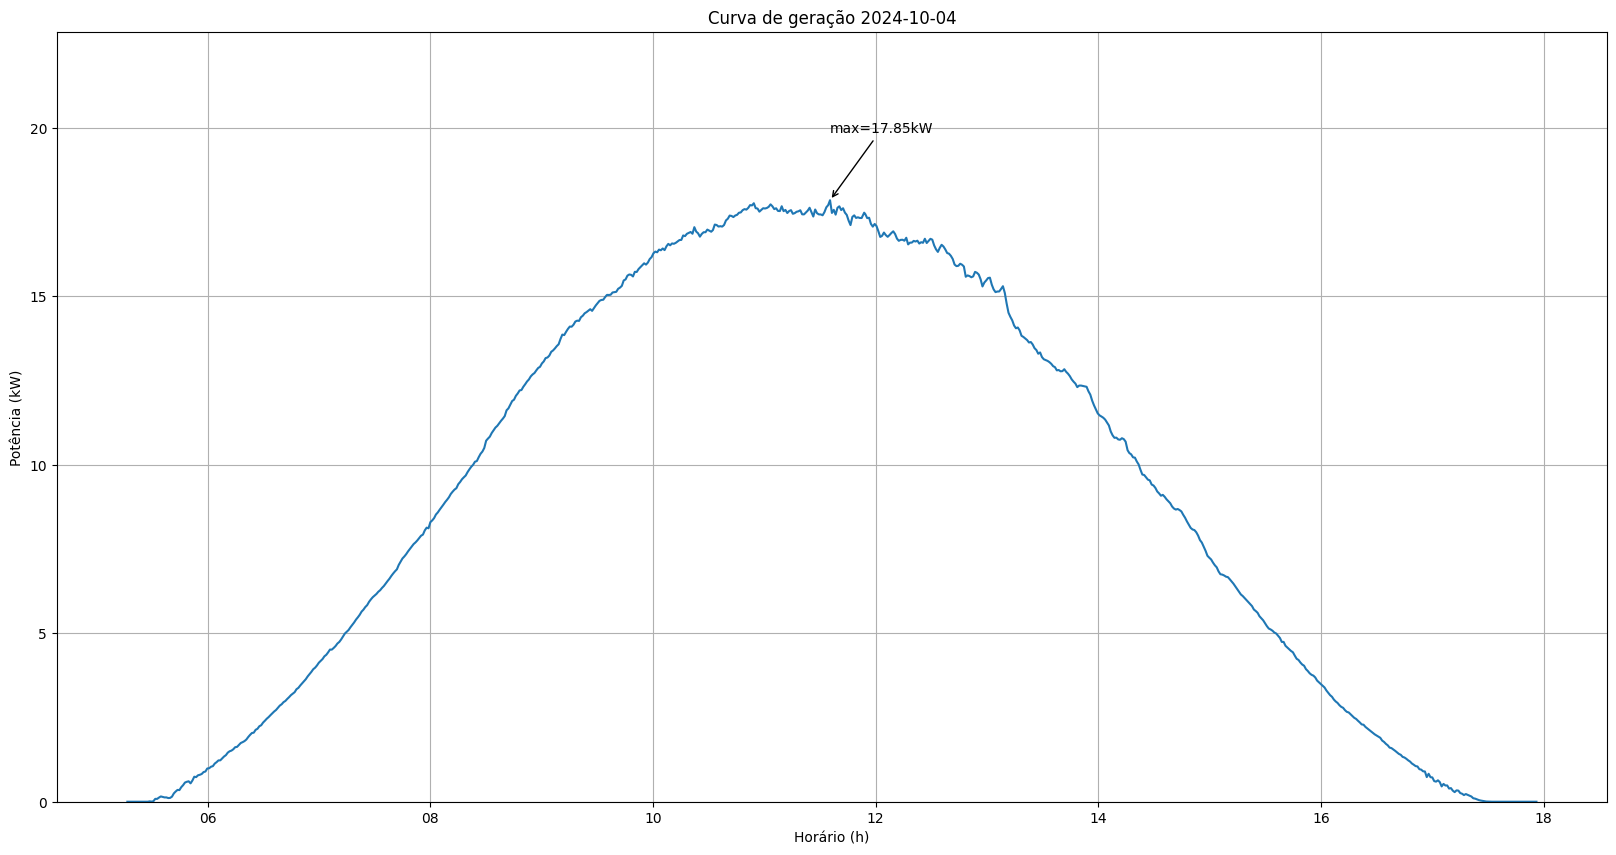 Curva de geração 2024-10-04
max=17.85kW
Potência (kW)
20
15
10
5
0
06 08 10 12 14 16 18
Horário (h)